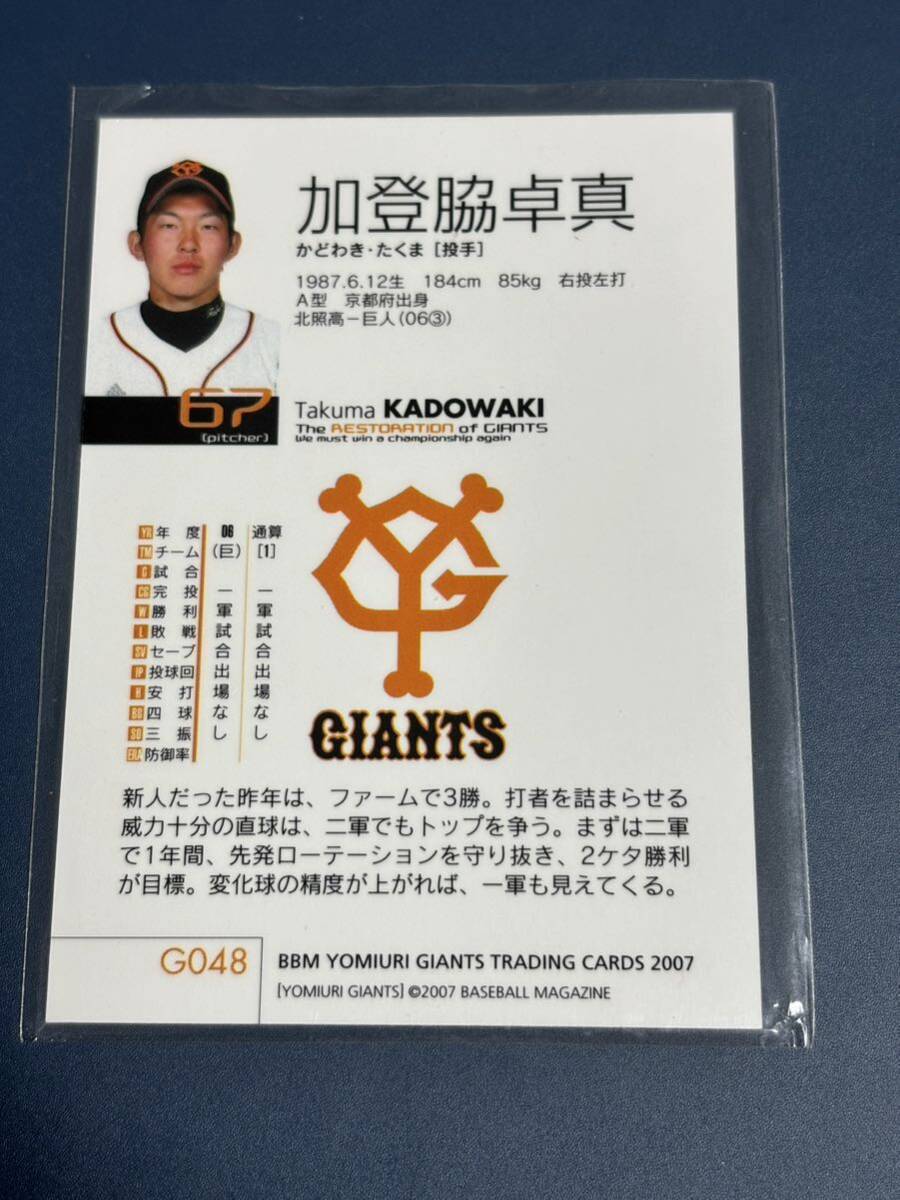 加登脇卓真
かどわき・たくま［投手］
1987.6.12生 184cm 85kg 右投左打
A型 京都府出身
北照高－巨人(06③)
67
(pitcher)
Takuma KADOWAKI
The RESTORATION of GIANTS
We must win a championship again
YR 年度 06 通算
TM チーム (巨) [1]
G 試合
CG 完投 一 一
W 勝利 軍 軍
L 敗戦 試 試
SV セーブ 合 合
IP 投球回 出 出
H 安打 場 場
BB 四球 な な
SO 三振 し し
ERA 防御率
GIANTS
新人だった昨年は、ファームで3勝。打者を詰まらせる
威力十分の直球は、二軍でもトップを争う。まずは二軍
で1年間、先発ローテーションを守り抜き、2ケタ勝利
が目標。変化球の精度が上がれば、一軍も見えてくる。
G048
BBM YOMIURI GIANTS TRADING CARDS 2007
[YOMIURI GIANTS] ©2007 BASEBALL MAGAZINE